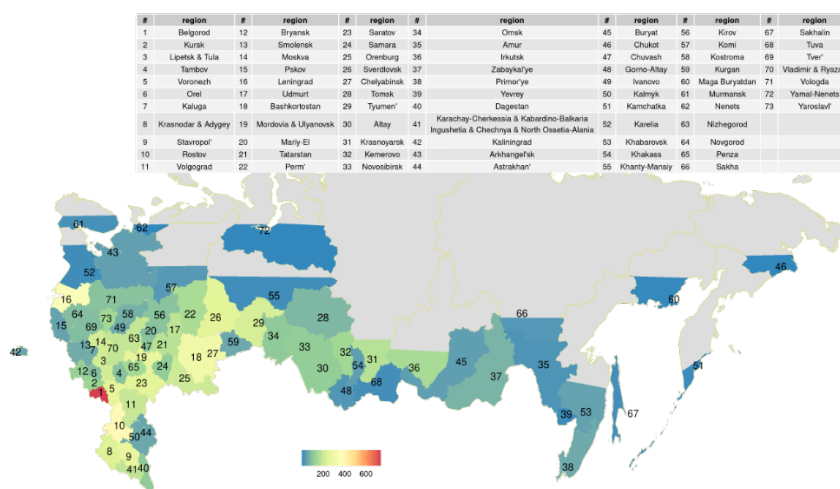 # region # region # region # region # region # region # region
1 Belgorod 12 Bryansk 23 Saratov 34 Omsk 45 Buryat 56 Kirov 67 Sakhalin
2 Kursk 13 Smolensk 24 Samara 35 Amur 46 Chukot 57 Komi 68 Tuva
3 Lipetsk & Tula 14 Moskva 25 Orenburg 36 Irkutsk 47 Chuvash 58 Kostroma 69 Tver'
4 Tambov 15 Pskov 26 Sverdlovsk 37 Zabaykal'ye 48 Gorno-Altay 59 Kurgan 70 Vladimir & Ryaza
5 Voronezh 16 Leningrad 27 Chelyabinsk 38 Primor'ye 49 Ivanovo 60 Maga Buryatdan 71 Vologda
6 Orel 17 Udmurt 28 Tomsk 39 Yevrey 50 Kalmyk 61 Murmansk 72 Yamal-Nenets
7 Kaluga 18 Bashkortostan 29 Tyumen' 40 Dagestan 51 Kamchatka 62 Nenets 73 Yaroslavl'
8 Krasnodar & Adygey 19 Mordovia & Ulyanovsk 30 Altay 41 Karachay-Cherkessia & Kabardino-Balkaria
Ingushetia & Chechnya & North Ossetia-Alania 52 Karelia 63 Nizhegorod
9 Stavropol' 20 Mariy-El 31 Krasnoyarsk 42 Kaliningrad 53 Khabarovsk 64 Novgorod
10 Rostov 21 Tatarstan 32 Kemerovo 43 Arkhangel'sk 54 Khakass 65 Penza
11 Volgograd 22 Perm' 33 Novosibirsk 44 Astrakhan' 55 Khanty-Mansiy 66 Sakha
61 62 72
43 46
52 57 55 60
16 71
64 73 58 56 22 26 28 66
15 69 49 20 17 29
13 7 14 63 47 21 59 34
70 33 32 31 36 45 35 51
3 19 18 27
12 6 4 65 24 30 54 37
2 23 25 48 68
1 5
11 39 53 67
10 50 44
8 9 38
41 40
42
200 400 600